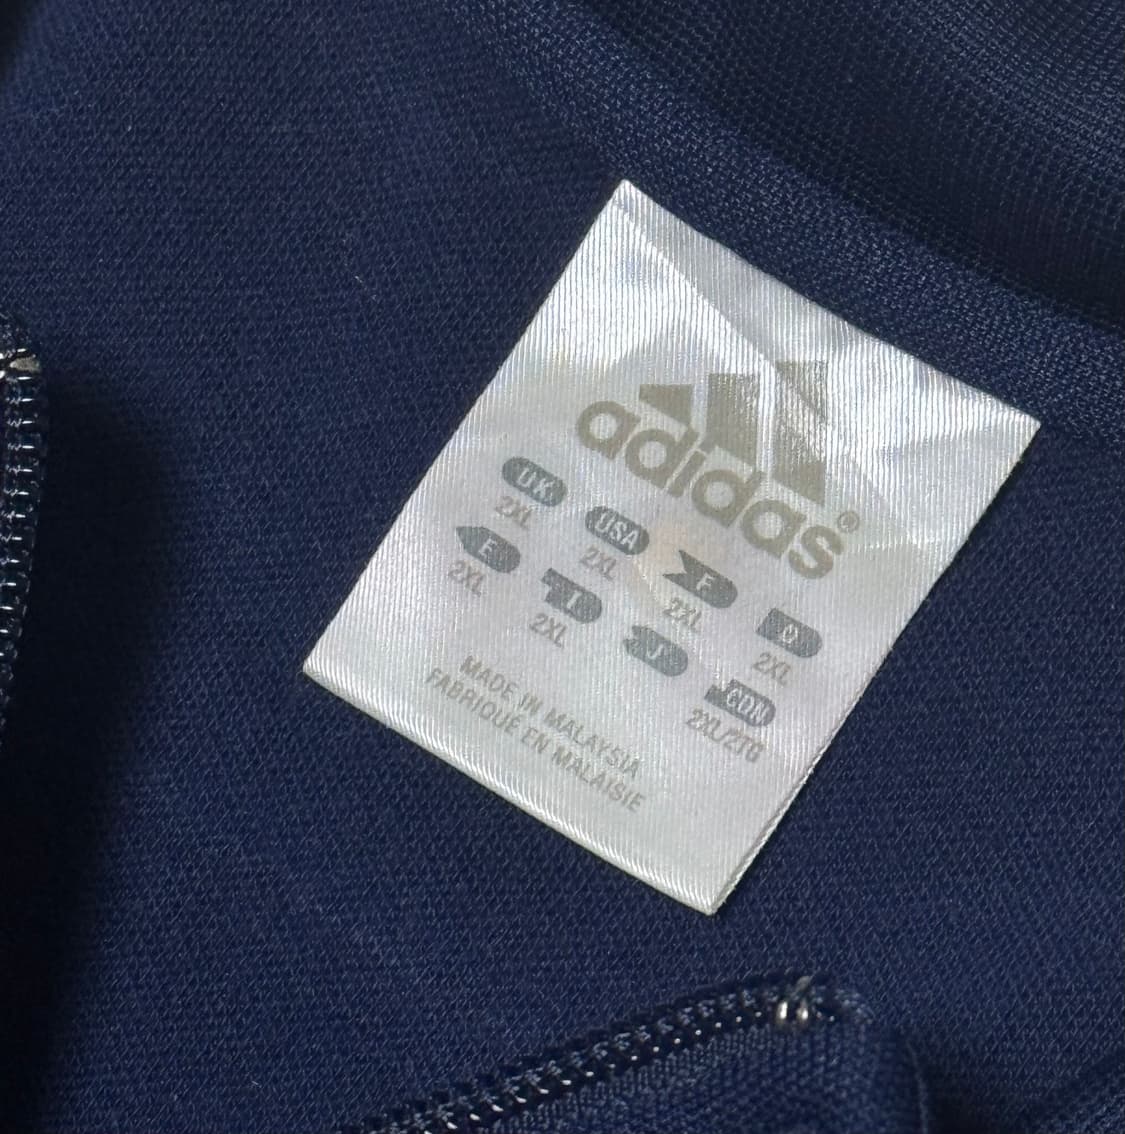 adidas®
UK USA F D
2XL 2XL 2XL 2XL
E I J CDN
2XL 2XL 2XL/2TG
MADE IN MALAYSIA
FABRIQUÉ EN MALAISIE